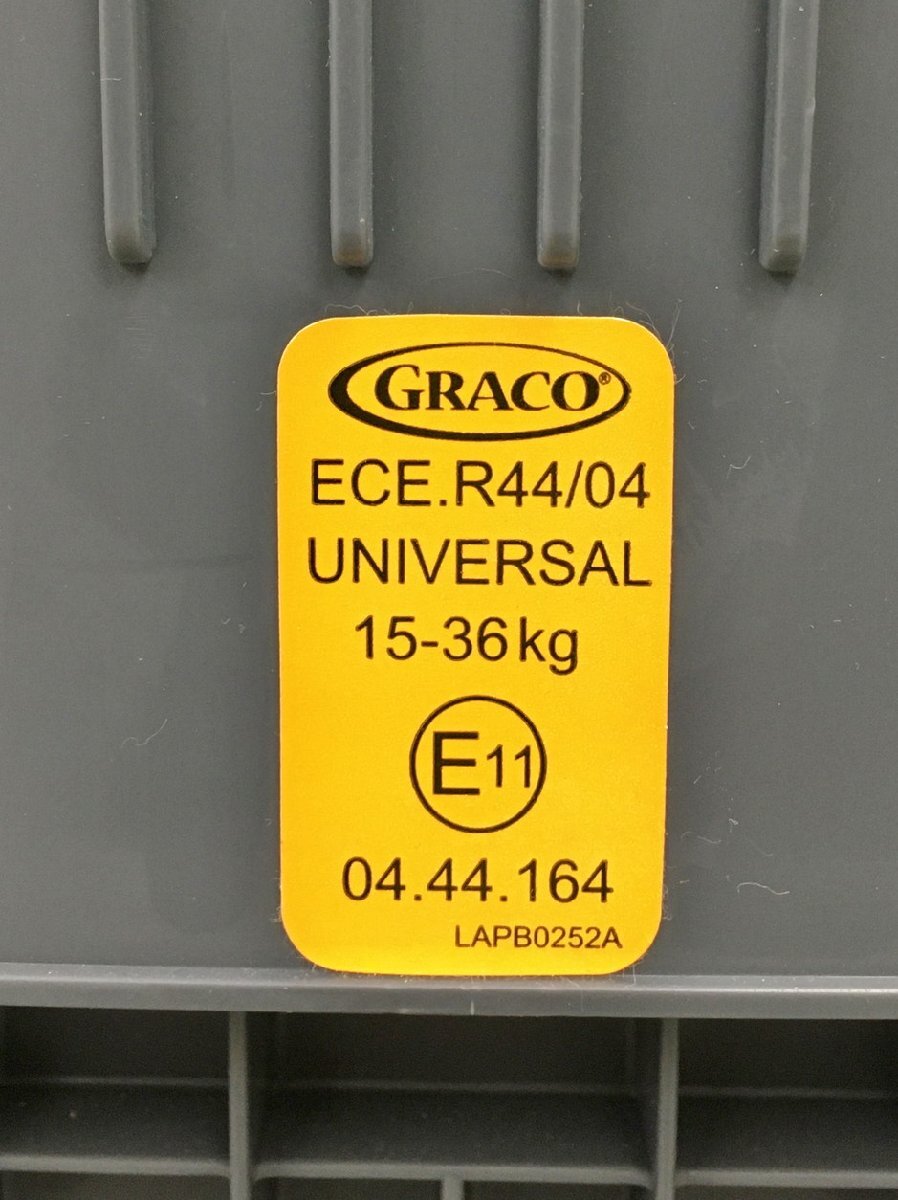 GRACO®
ECE.R44/04
UNIVERSAL
15-36kg
E11
04.44.164
LAPB0252A